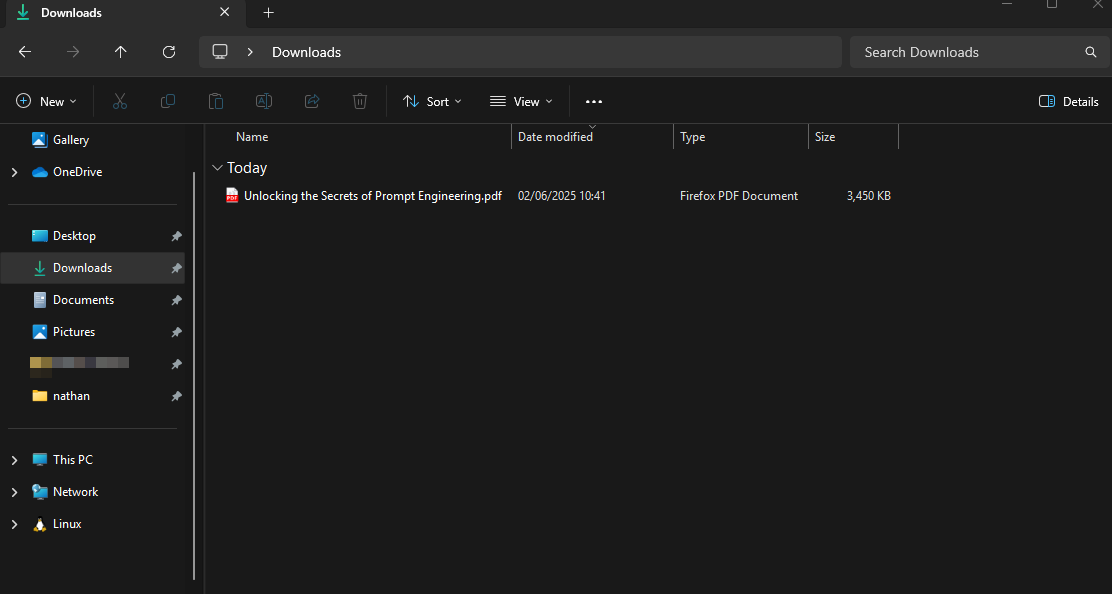 Downloads
Downloads
Search Downloads
New
Sort
View
Details
Gallery
OneDrive
Desktop
Downloads
Documents
Pictures
nathan
This PC
Network
Linux
Name Date modified Type Size
Today
Unlocking the Secrets of Prompt Engineering.pdf 02/06/2025 10:41 Firefox PDF Document 3,450 KB